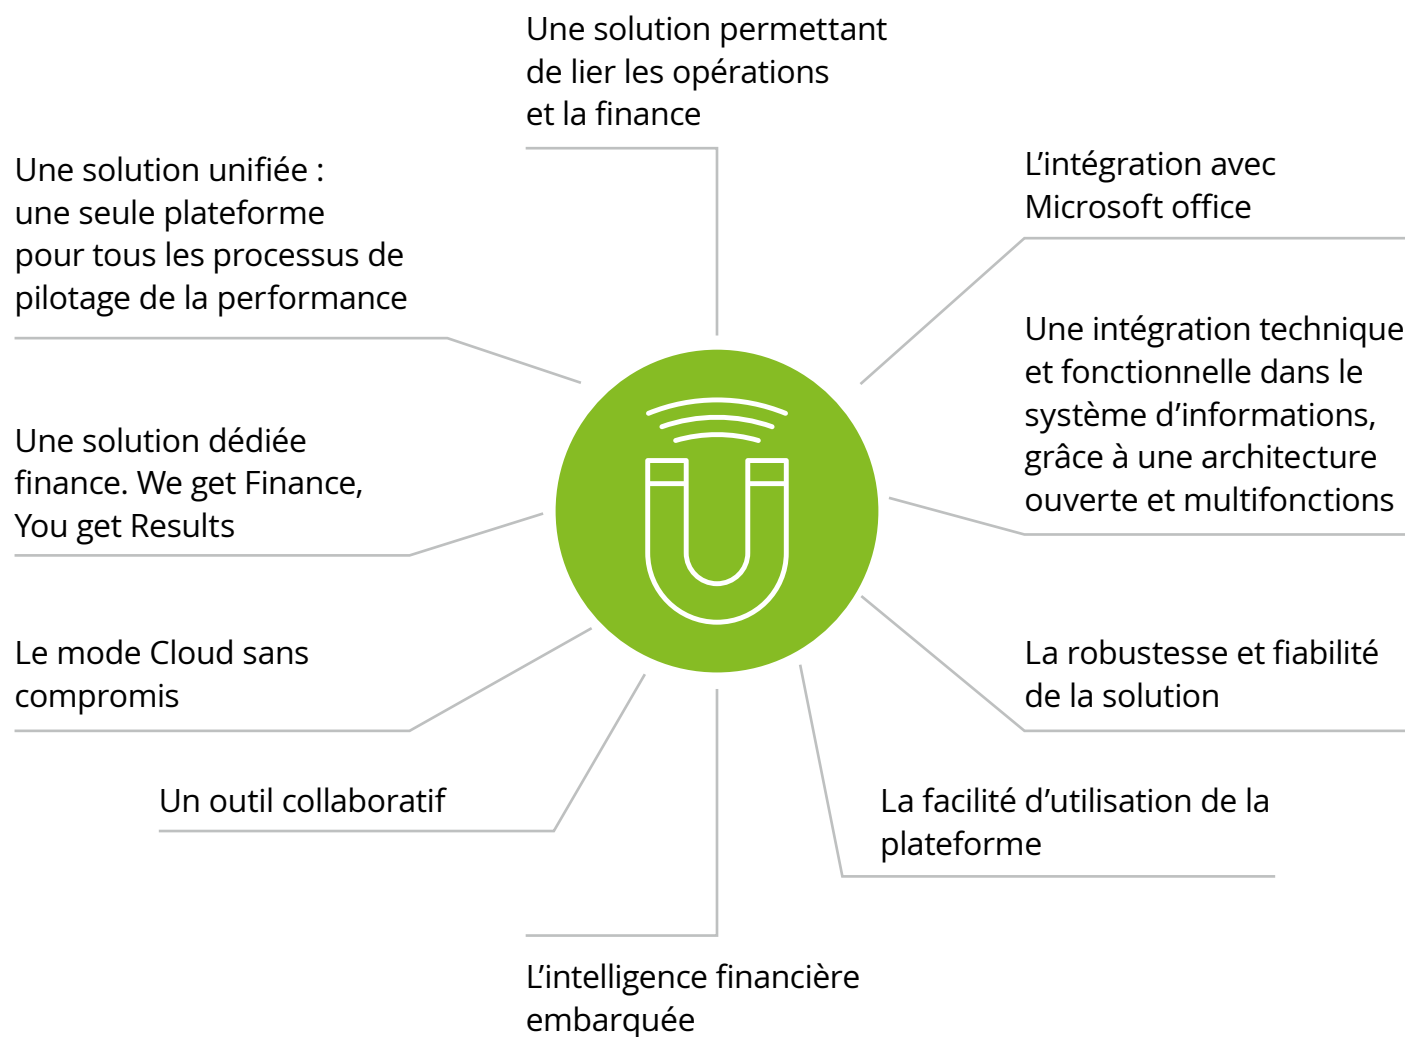 Une solution permettant
de lier les opérations
et la finance
L’intégration avec
Microsoft office
Une intégration technique
et fonctionnelle dans le
système d’informations,
grâce à une architecture
ouverte et multifonctions
La robustesse et fiabilité
de la solution
La facilité d’utilisation de la
plateforme
L’intelligence financière
embarquée
Un outil collaboratif
Le mode Cloud sans
compromis
Une solution dédiée
finance. We get Finance,
You get Results
Une solution unifiée :
une seule plateforme
pour tous les processus de
pilotage de la performance